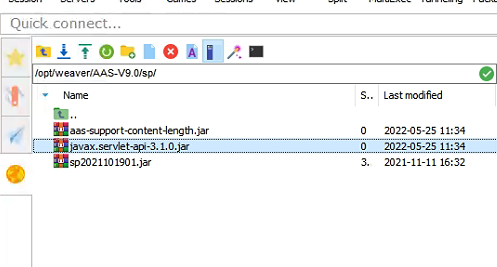 Session Servers Tools Games Sessions View Split MultiExec Tunneling Pack
Quick connect...
/opt/weaver/AAS-V9.0/sp/
Name S.. Last modified
..
aas-support-content-length.jar 0 2022-05-25 11:34
javax.servlet-api-3.1.0.jar 0 2022-05-25 11:34
sp2021101901.jar 3. 2021-11-11 16:32